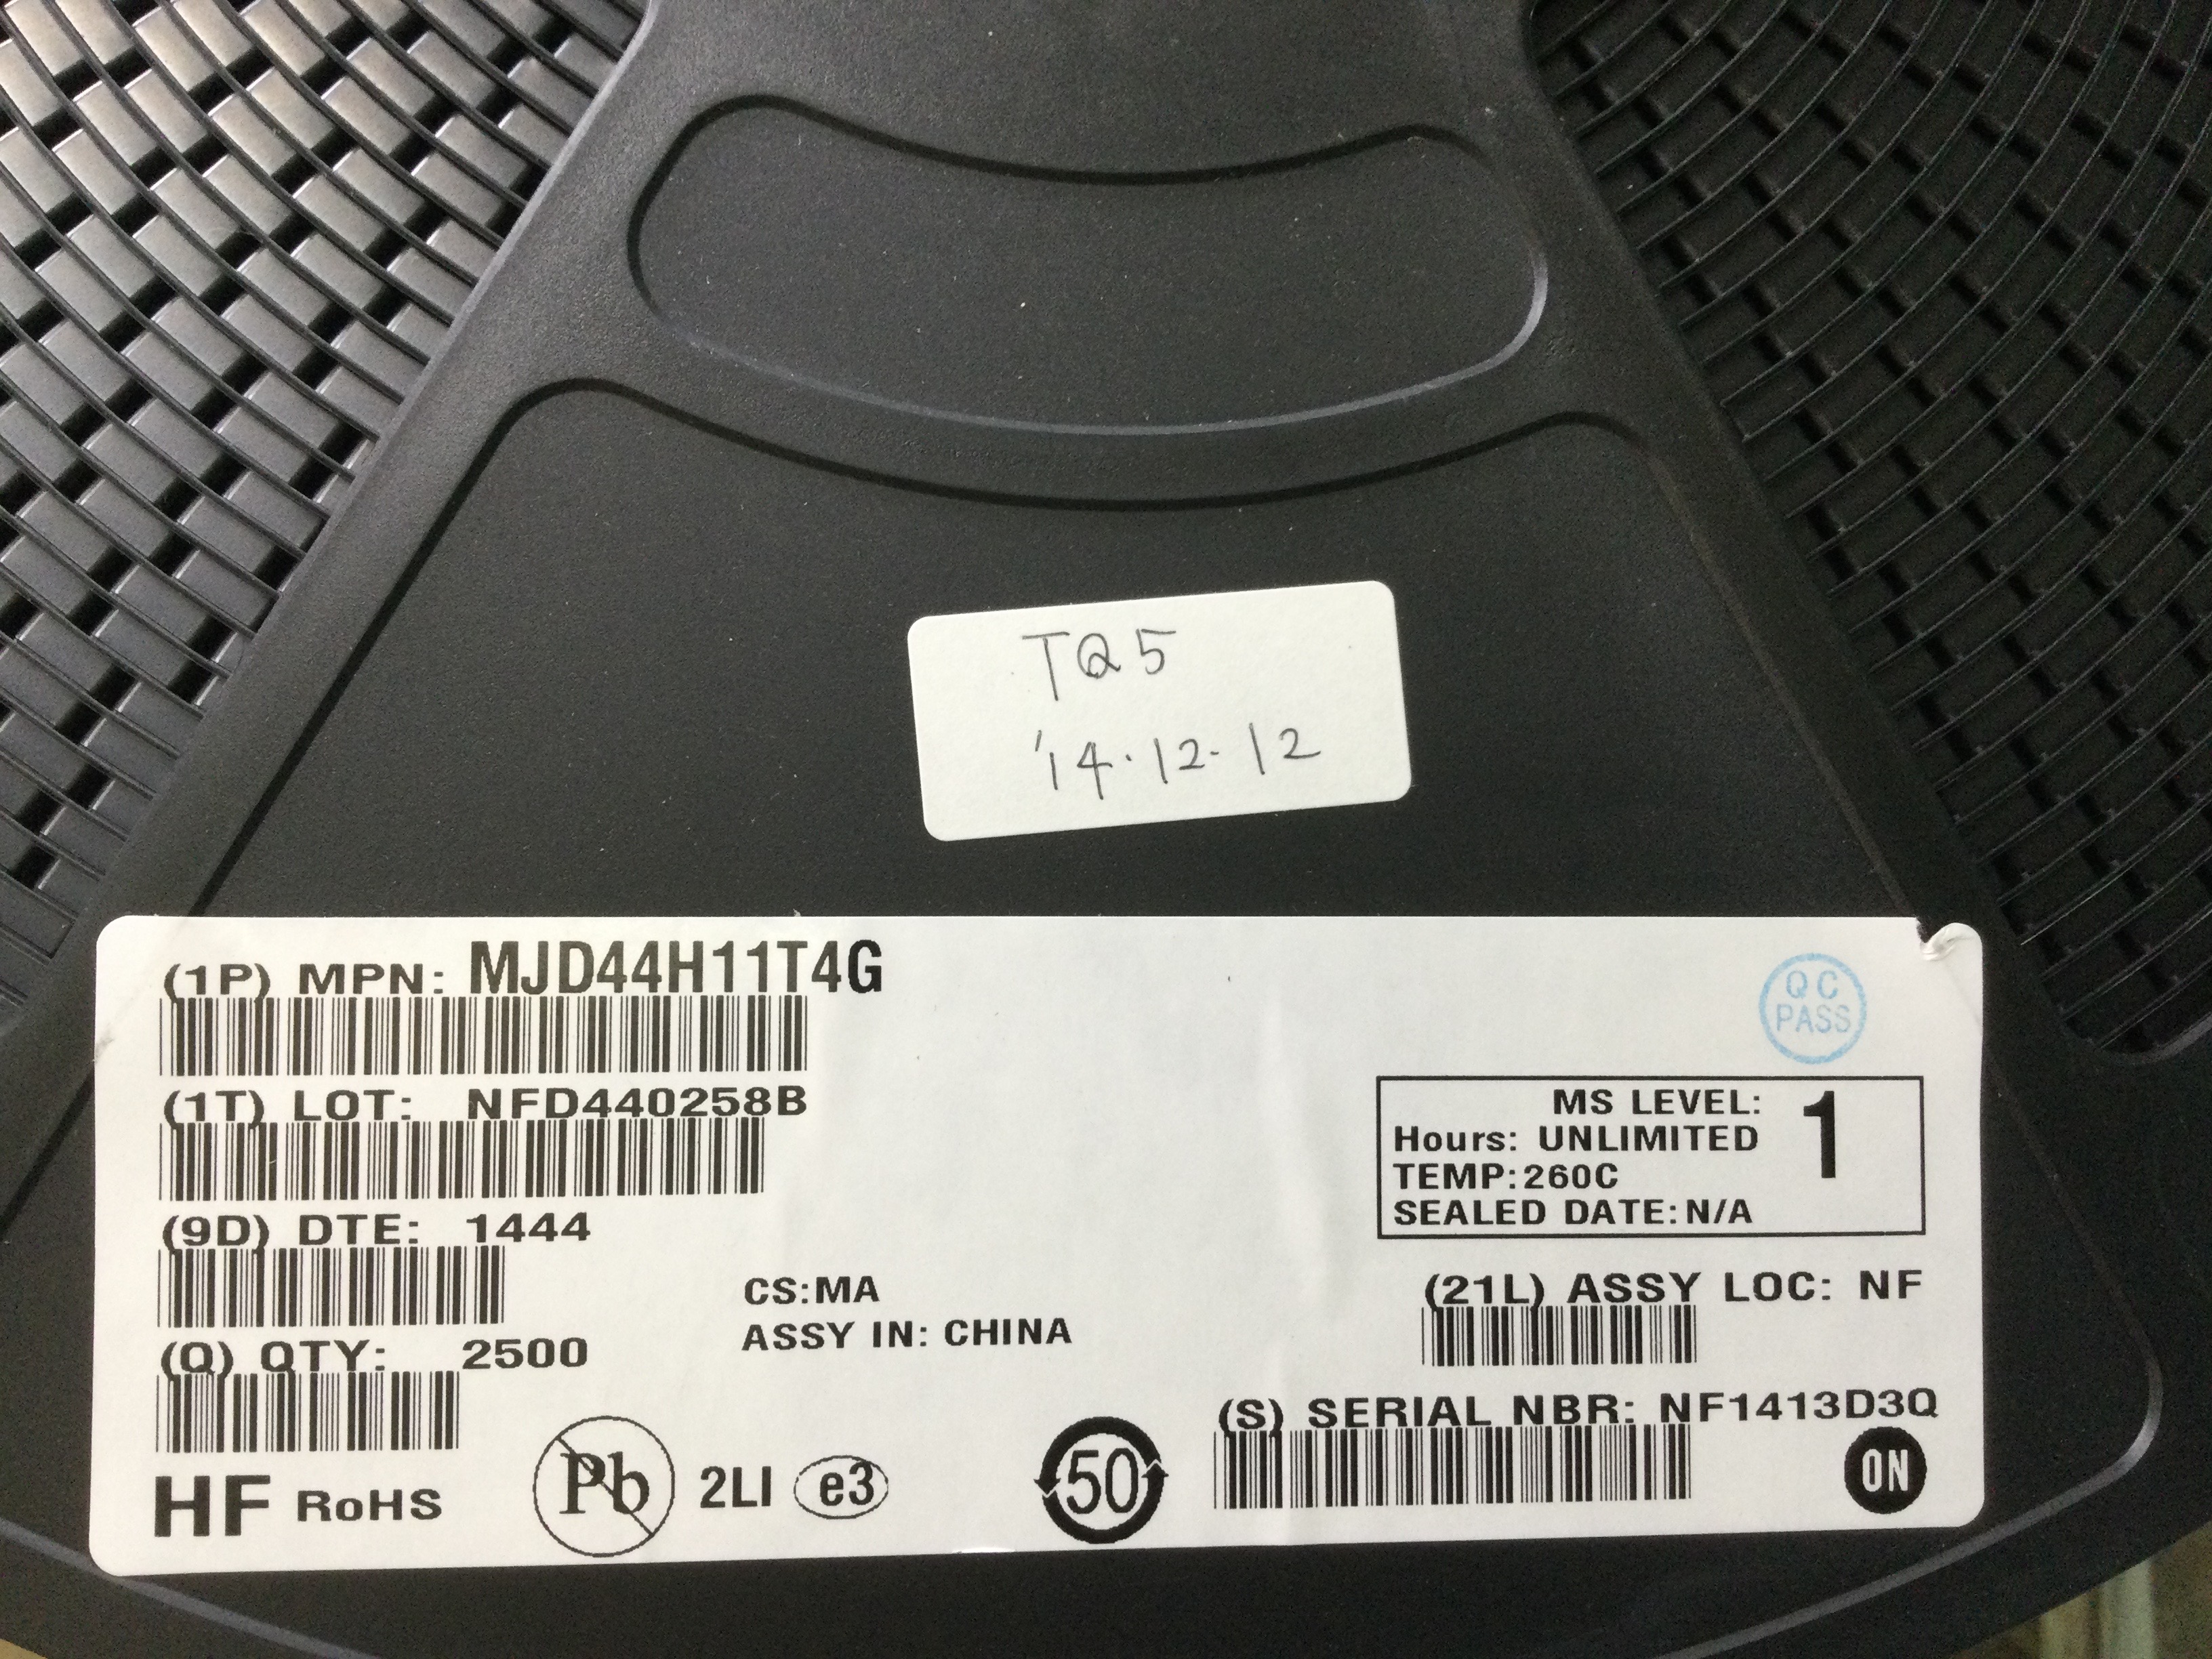 TQ5
'14.12.12
(1P) MPN: MJD44H11T4G
QC
PASS
(1T) LOT: NFD440258B
MS LEVEL: 1
Hours: UNLIMITED
TEMP:260C
SEALED DATE:N/A
(9D) DTE: 1444
CS:MA
ASSY IN: CHINA
(21L) ASSY LOC: NF
(Q) QTY: 2500
(S) SERIAL NBR: NF1413D3Q
HF RoHS
Pb
2LI
e3
50
ON